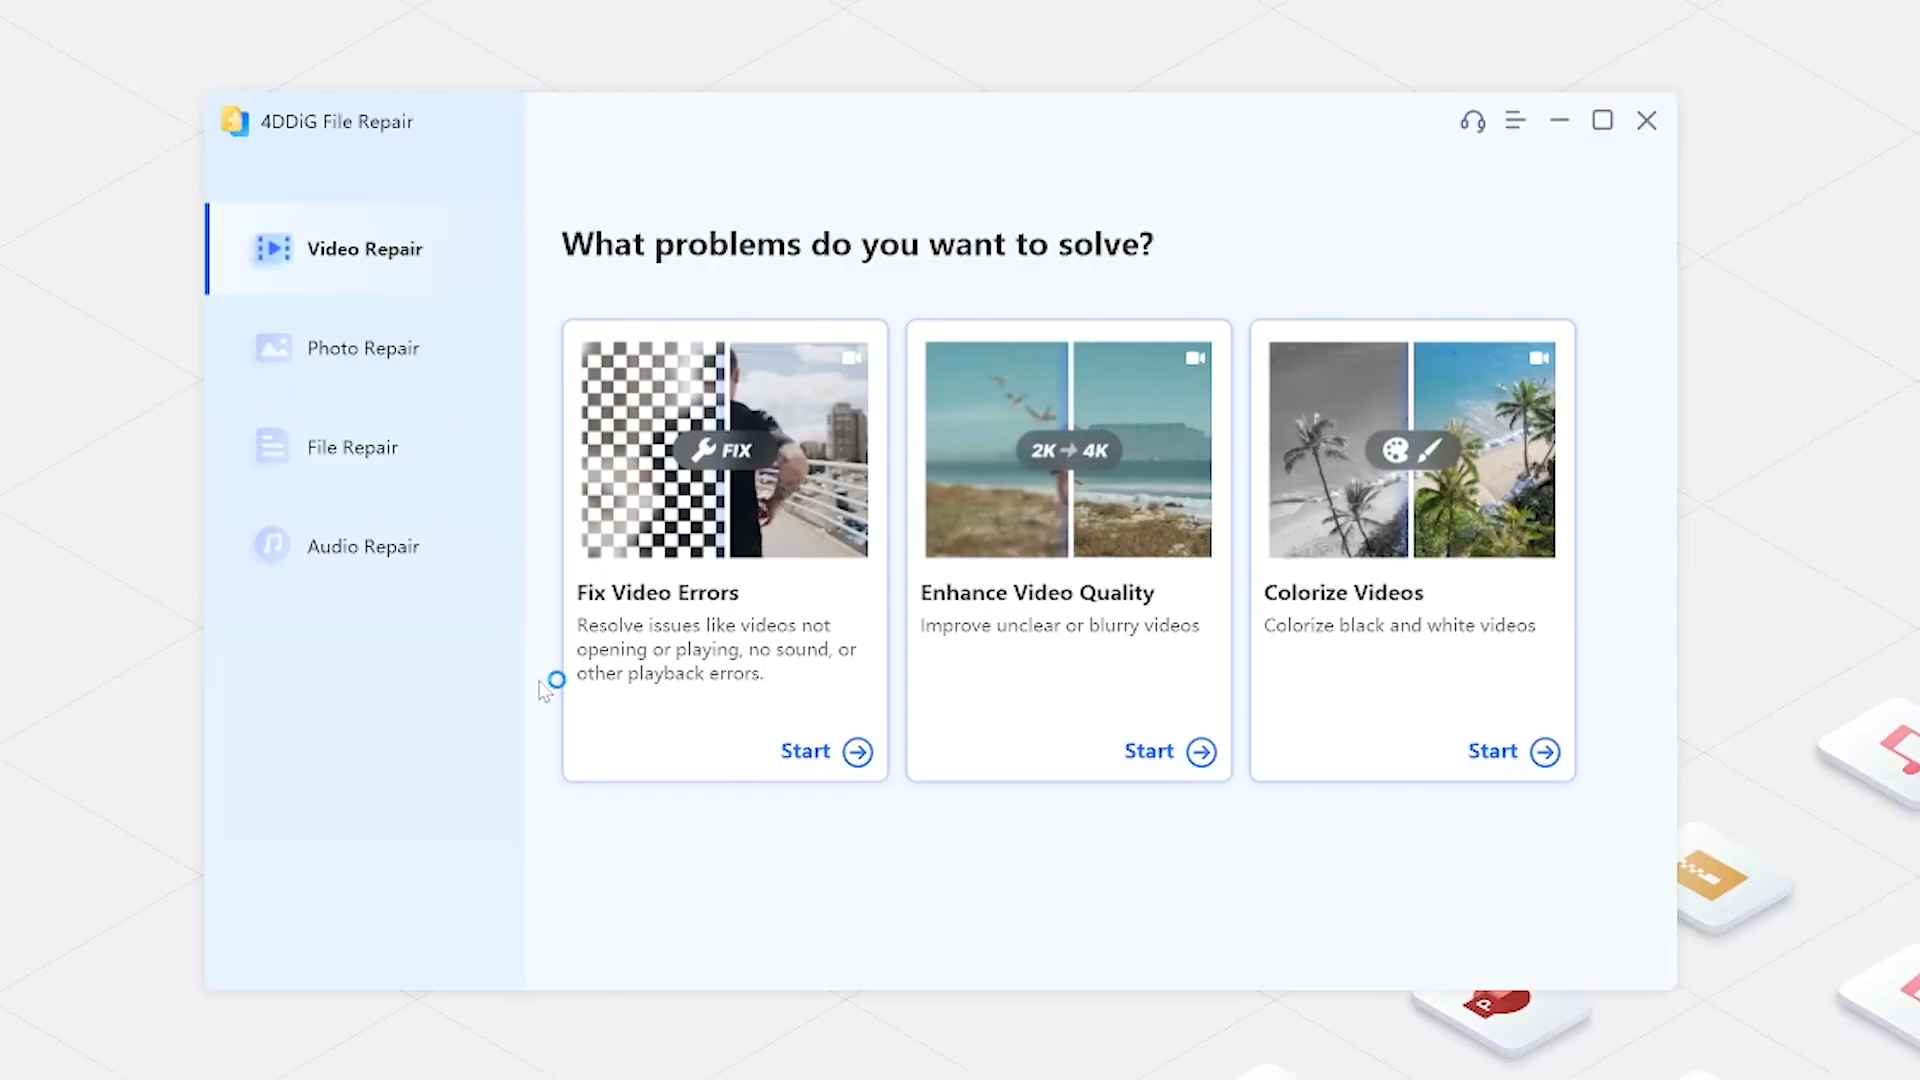 4DDiG File Repair
Video Repair
Photo Repair
File Repair
Audio Repair
What problems do you want to solve?
FIX
2K → 4K
Fix Video Errors
Resolve issues like videos not
opening or playing, no sound, or
other playback errors.
Start
Enhance Video Quality
Improve unclear or blurry videos
Start
Colorize Videos
Colorize black and white videos
Start
P